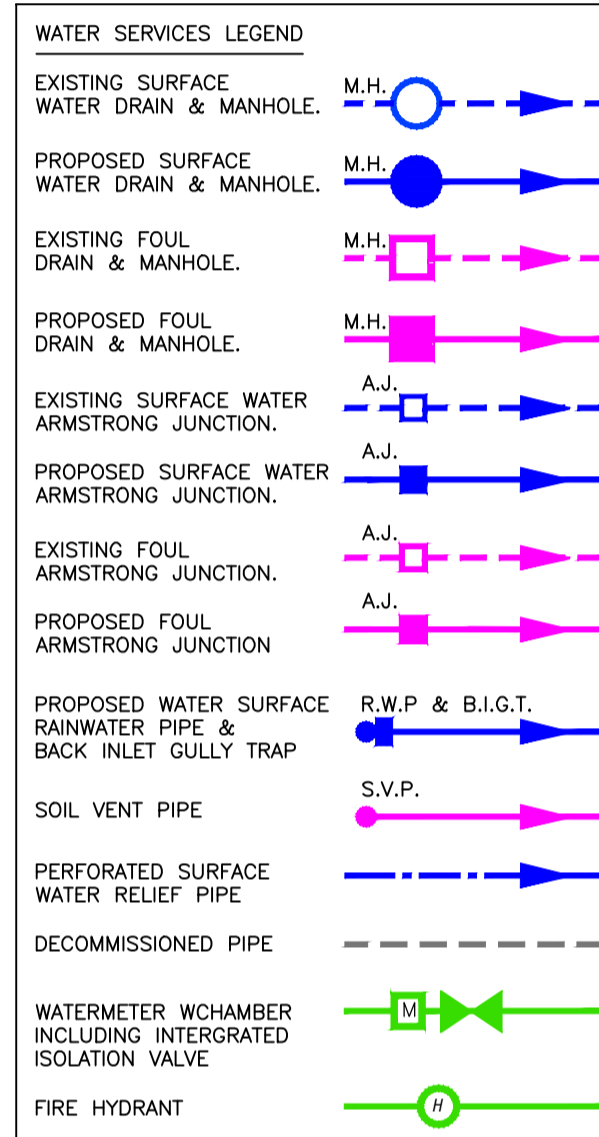 WATER SERVICES LEGEND
EXISTING SURFACE
WATER DRAIN & MANHOLE.
M.H.
PROPOSED SURFACE
WATER DRAIN & MANHOLE.
M.H.
EXISTING FOUL
DRAIN & MANHOLE.
M.H.
PROPOSED FOUL
DRAIN & MANHOLE.
M.H.
EXISTING SURFACE WATER
ARMSTRONG JUNCTION.
A.J.
PROPOSED SURFACE WATER
ARMSTRONG JUNCTION.
A.J.
EXISTING FOUL
ARMSTRONG JUNCTION.
A.J.
PROPOSED FOUL
ARMSTRONG JUNCTION
A.J.
PROPOSED WATER SURFACE
RAINWATER PIPE &
BACK INLET GULLY TRAP
R.W.P & B.I.G.T.
SOIL VENT PIPE
S.V.P.
PERFORATED SURFACE
WATER RELIEF PIPE
DECOMMISSIONED PIPE
WATERMETER WCHAMBER
INCLUDING INTERGRATED
ISOLATION VALVE
M
FIRE HYDRANT
H